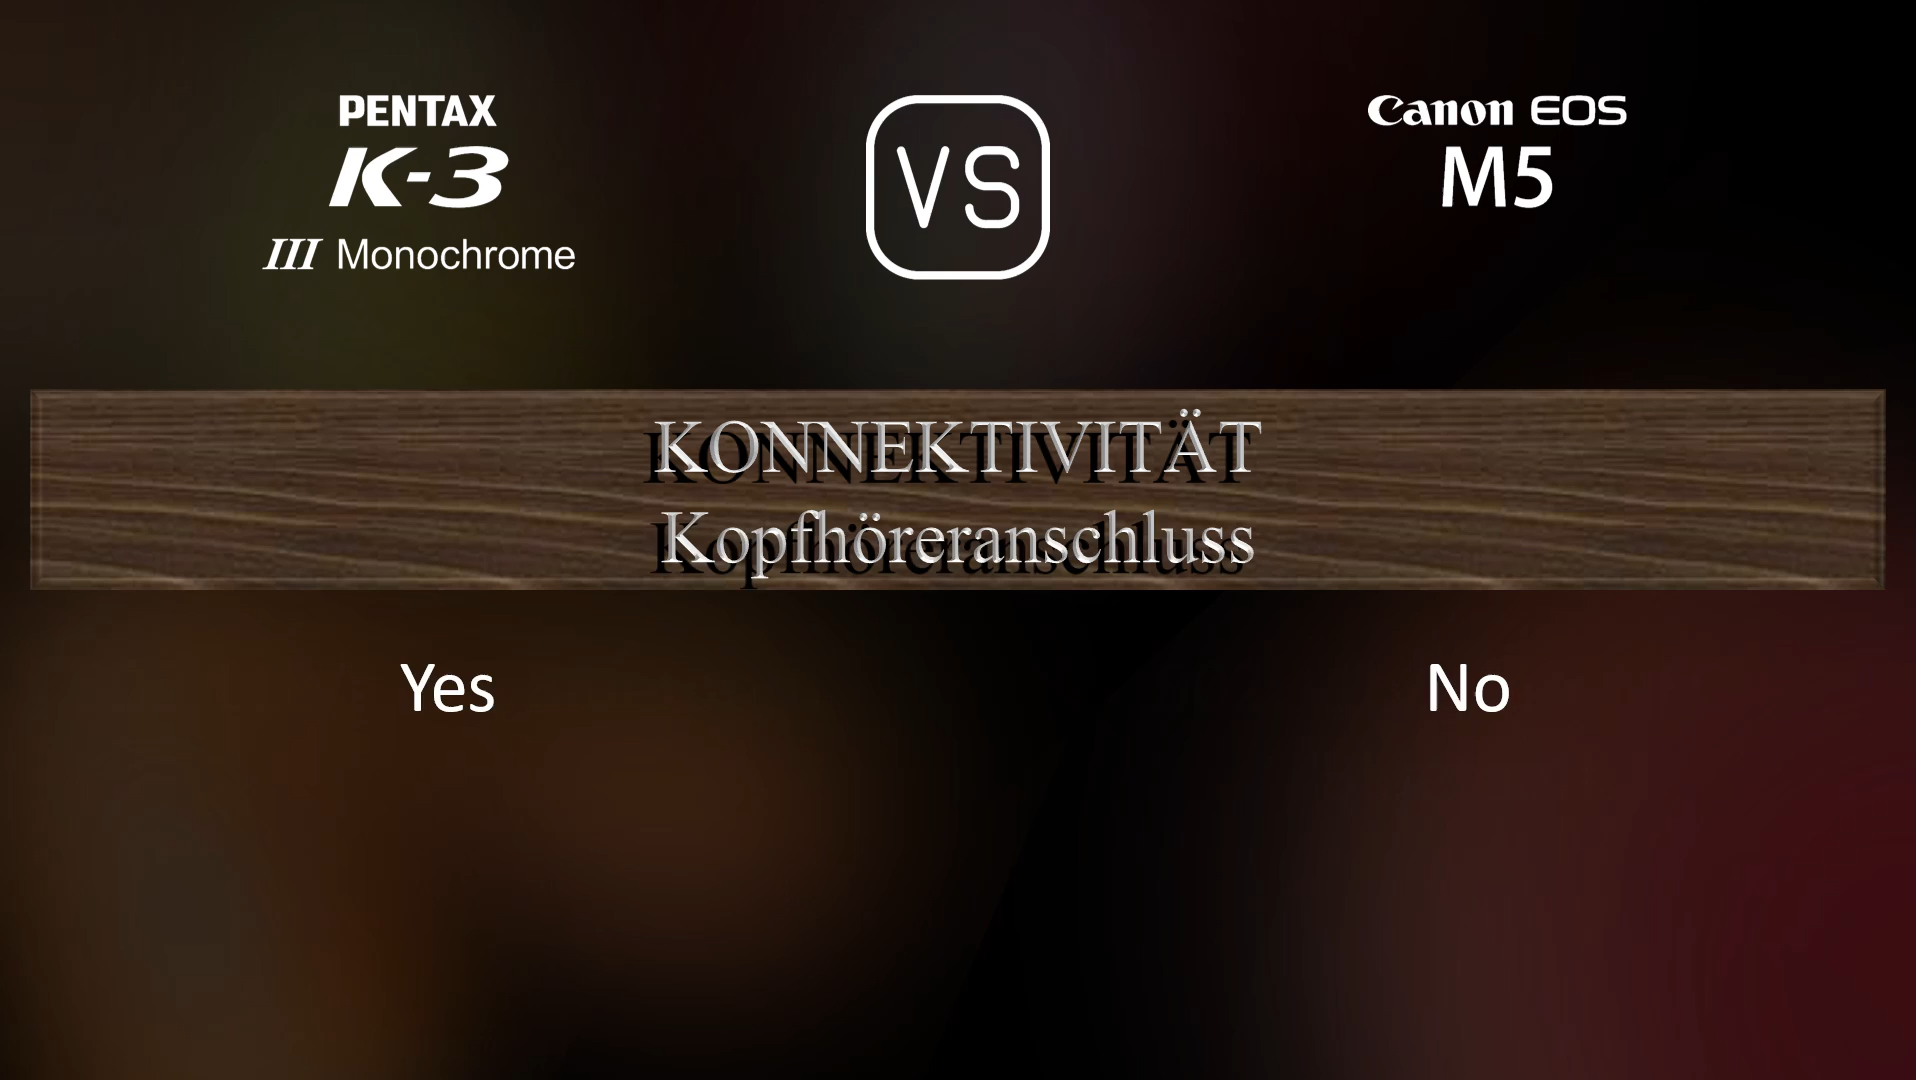 PENTAX
K-3
III Monochrome
VS
Canon EOS
M5
KONNEKTIVITÄT
Kopfhöreranschluss
Yes
No